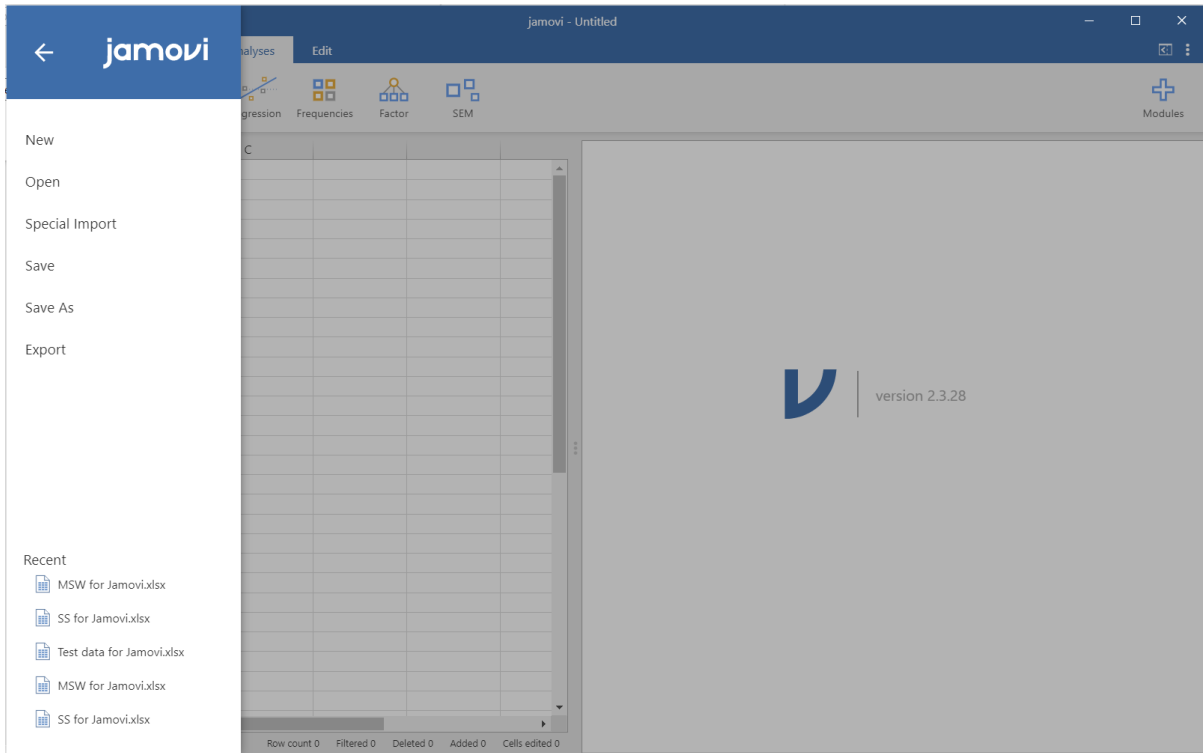 jamovi - Untitled
jamovi
nalyses
Edit
gression
Frequencies
Factor
SEM
Modules
New
Open
Special Import
Save
Save As
Export
C
version 2.3.28
Recent
MSW for Jamovi.xlsx
SS for Jamovi.xlsx
Test data for Jamovi.xlsx
MSW for Jamovi.xlsx
SS for Jamovi.xlsx
Row count 0 Filtered 0 Deleted 0 Added 0 Cells edited 0